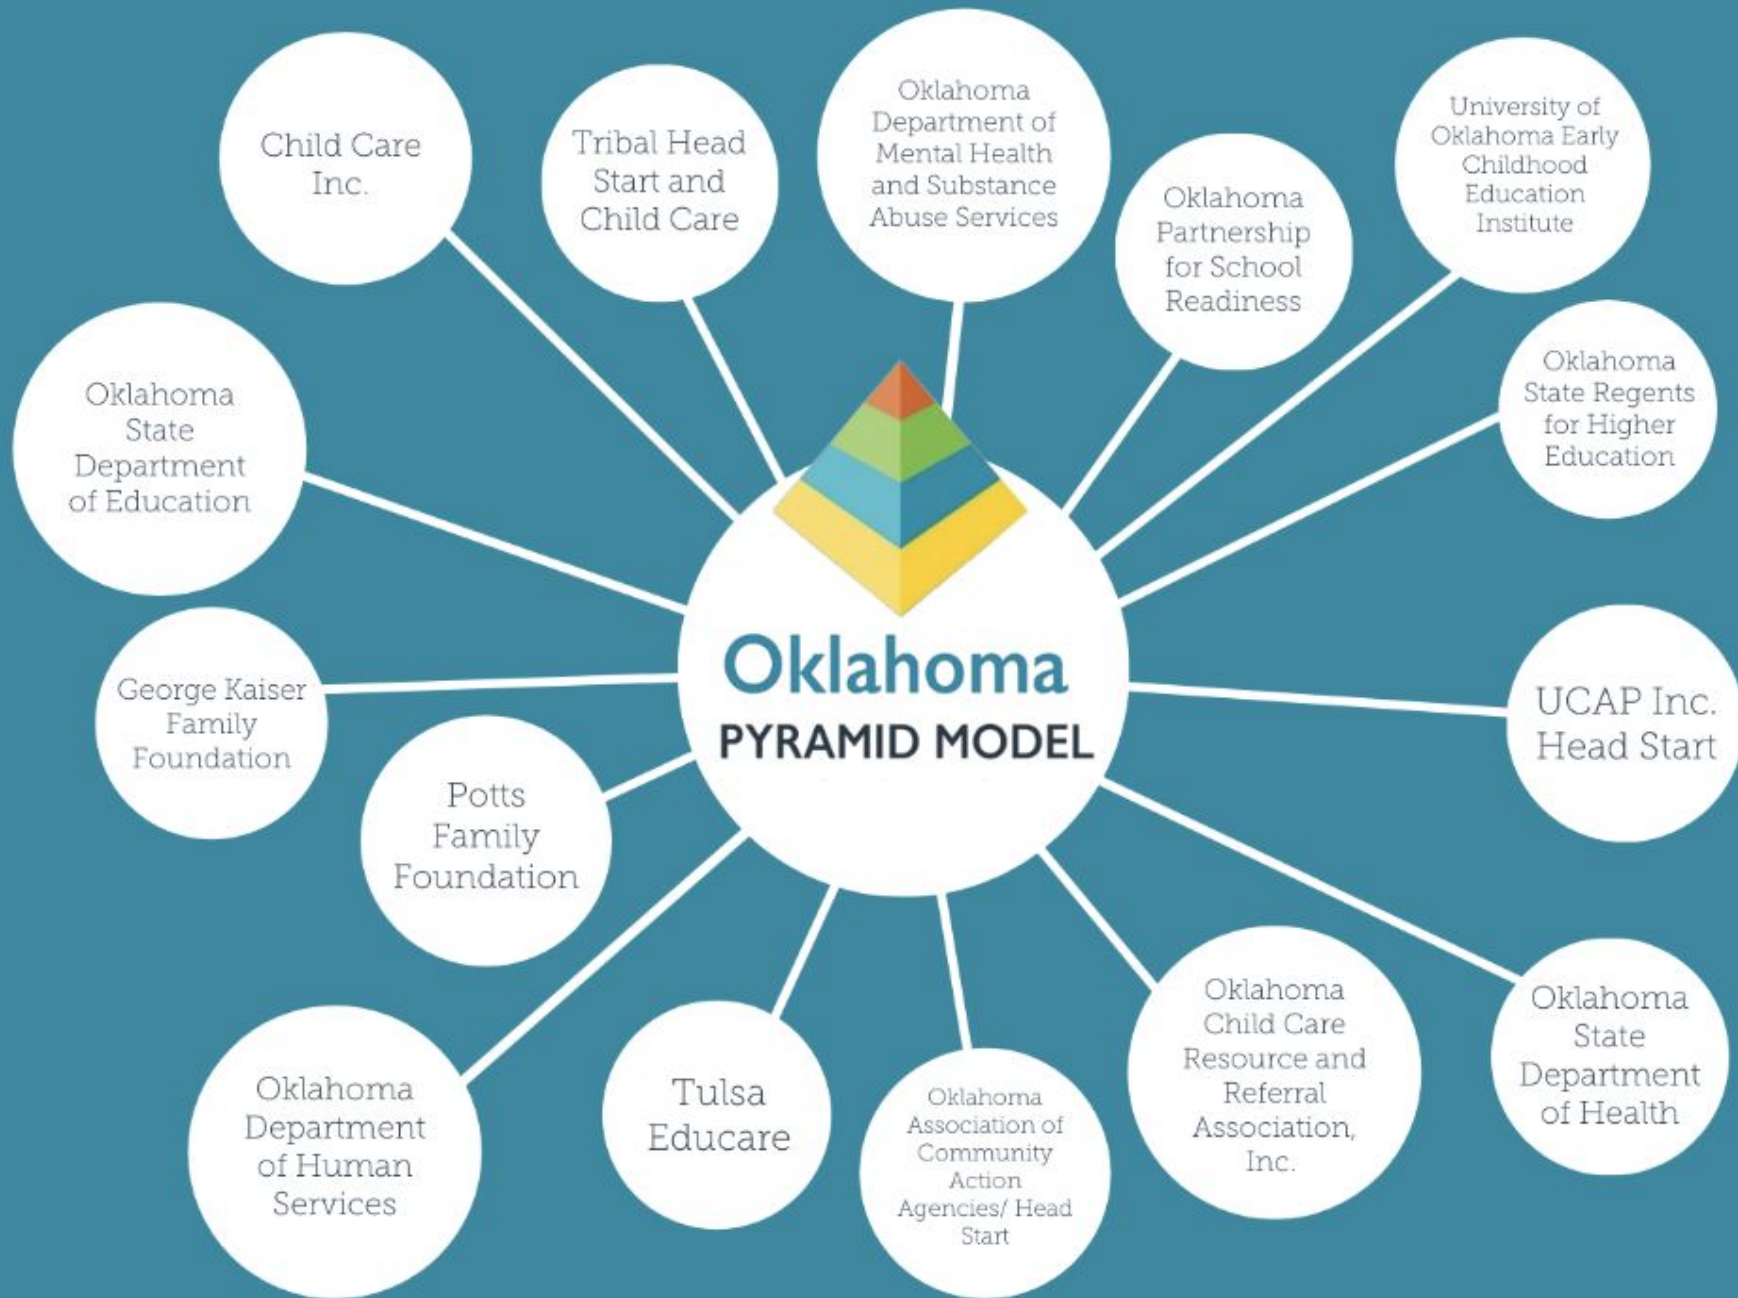 Child Care
Inc.
Tribal Head
Start and
Child Care
Oklahoma
Department of
Mental Health
and Substance
Abuse Services
Oklahoma
Partnership
for School
Readiness
University of
Oklahoma Early
Childhood
Education
Institute
Oklahoma
State
Department
of Education
Oklahoma
State Regents
for Higher
Education
Oklahoma
PYRAMID MODEL
George Kaiser
Family
Foundation
UCAP Inc.
Head Start
Potts
Family
Foundation
Oklahoma
Department
of Human
Services
Tulsa
Educare
Oklahoma
Association of
Community
Action
Agencies/ Head
Start
Oklahoma
Child Care
Resource and
Referral
Association,
Inc.
Oklahoma
State
Department
of Health